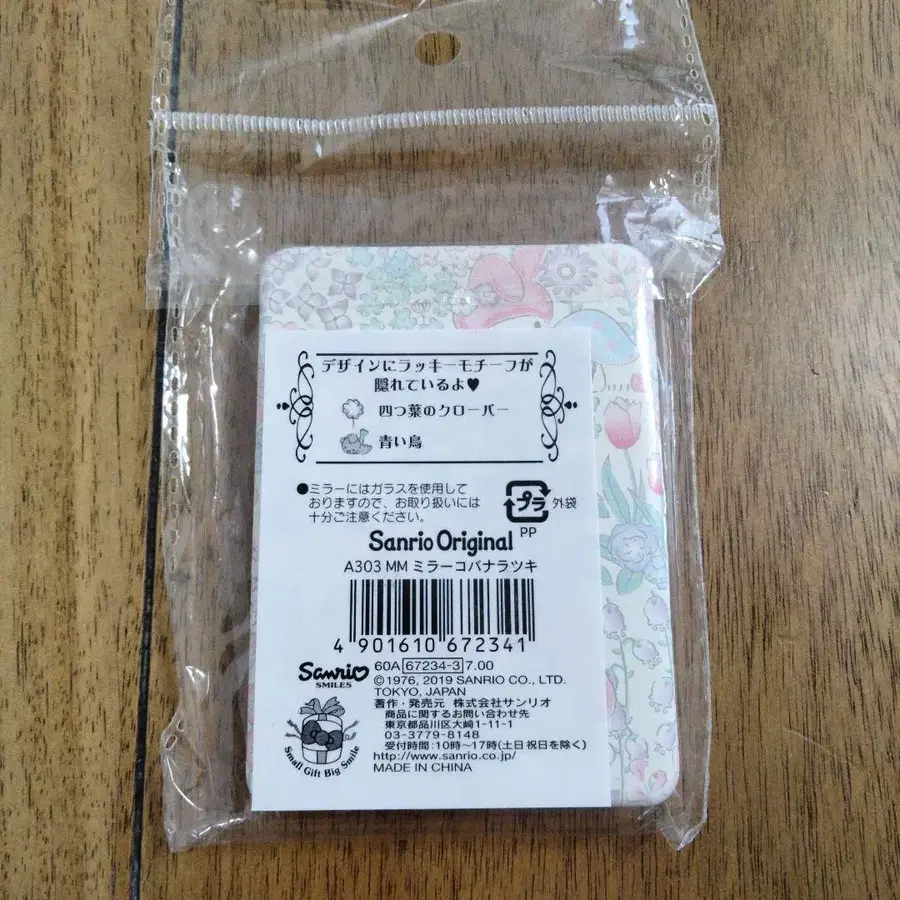 デザインにラッキーモチーフが
隠れているよ♥
四つ葉のクローバー
青い鳥
●ミラーにはガラスを使用して
おりますので、お取り扱いには
十分ご注意ください。
プラ 外袋
PP
Sanrio Original
A303 MM ミラーコバナラツキ
4 901610 672341
60A 67234-3 7.00
©1976, 2019 SANRIO CO., LTD.
TOKYO, JAPAN
著作・発売元 株式会社サンリオ
商品に関するお問い合わせ先
東京都品川区大崎1-11-1
03-3779-8148
受付時間:10時〜17時(土日祝日を除く)
http://www.sanrio.co.jp/
MADE IN CHINA
Sanrio
SMILES
Small Gift Big Smile